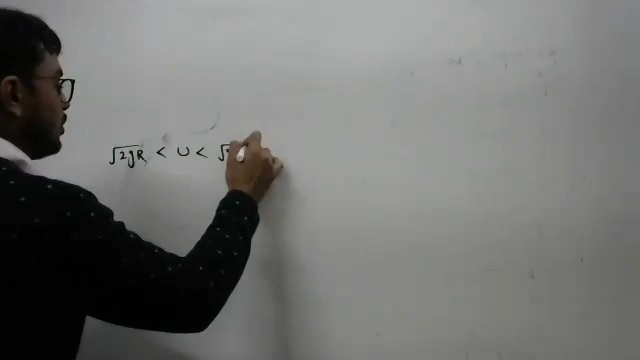 √2gR < U < √